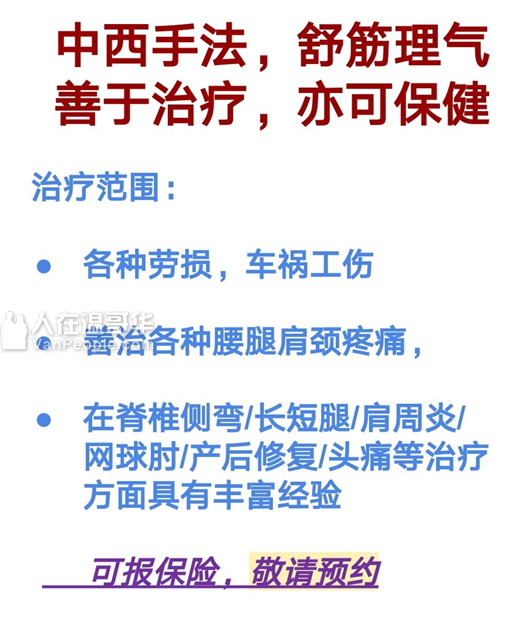 中西手法，舒筋理气
善于治疗，亦可保健
治疗范围：
● 各种劳损，车祸工伤
人在温哥华
VanPeople.com
● 善治各种腰腿肩颈疼痛，
● 在脊椎侧弯/长短腿/肩周炎/
网球肘/产后修复/头痛等治疗
方面具有丰富经验
可报保险，敬请预约